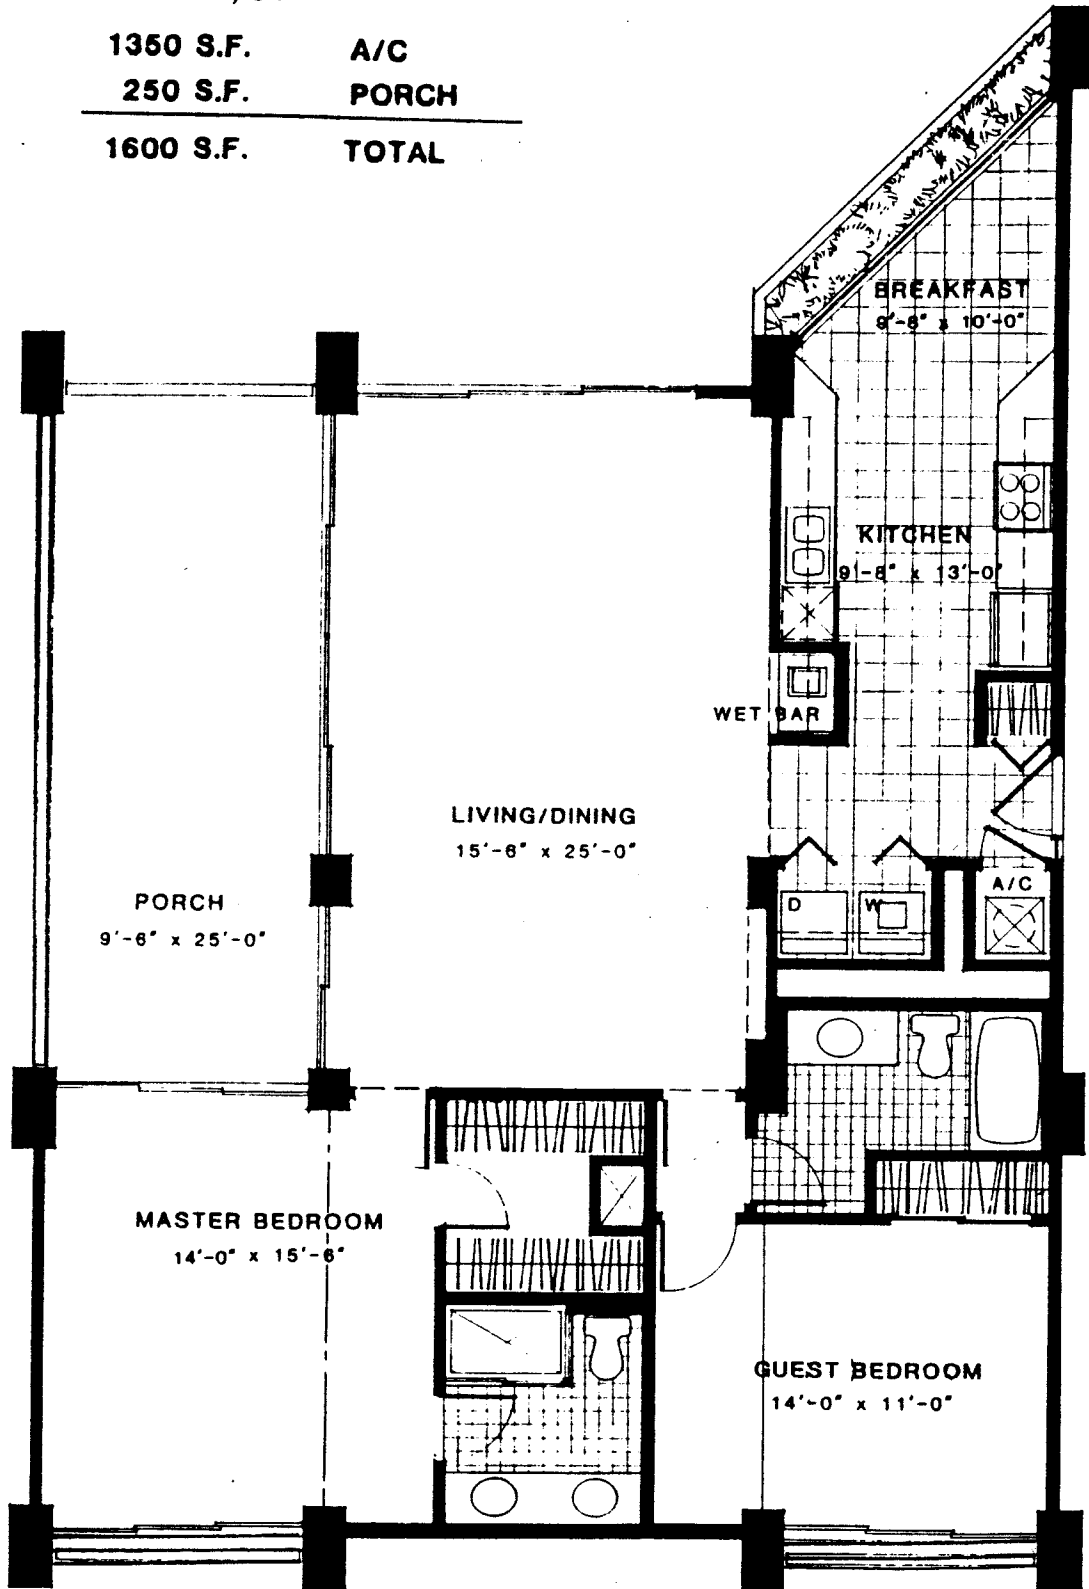 1350 S.F. A/C
250 S.F. PORCH
1600 S.F. TOTAL
BREAKFAST
9'-8" x 10'-0"
KITCHEN
9'-8" x 13'-0"
WET BAR
LIVING/DINING
15'-6" x 25'-0"
PORCH
9'-6" x 25'-0"
D
W
A/C
MASTER BEDROOM
14'-0" x 15'-6"
GUEST BEDROOM
14'-0" x 11'-0"